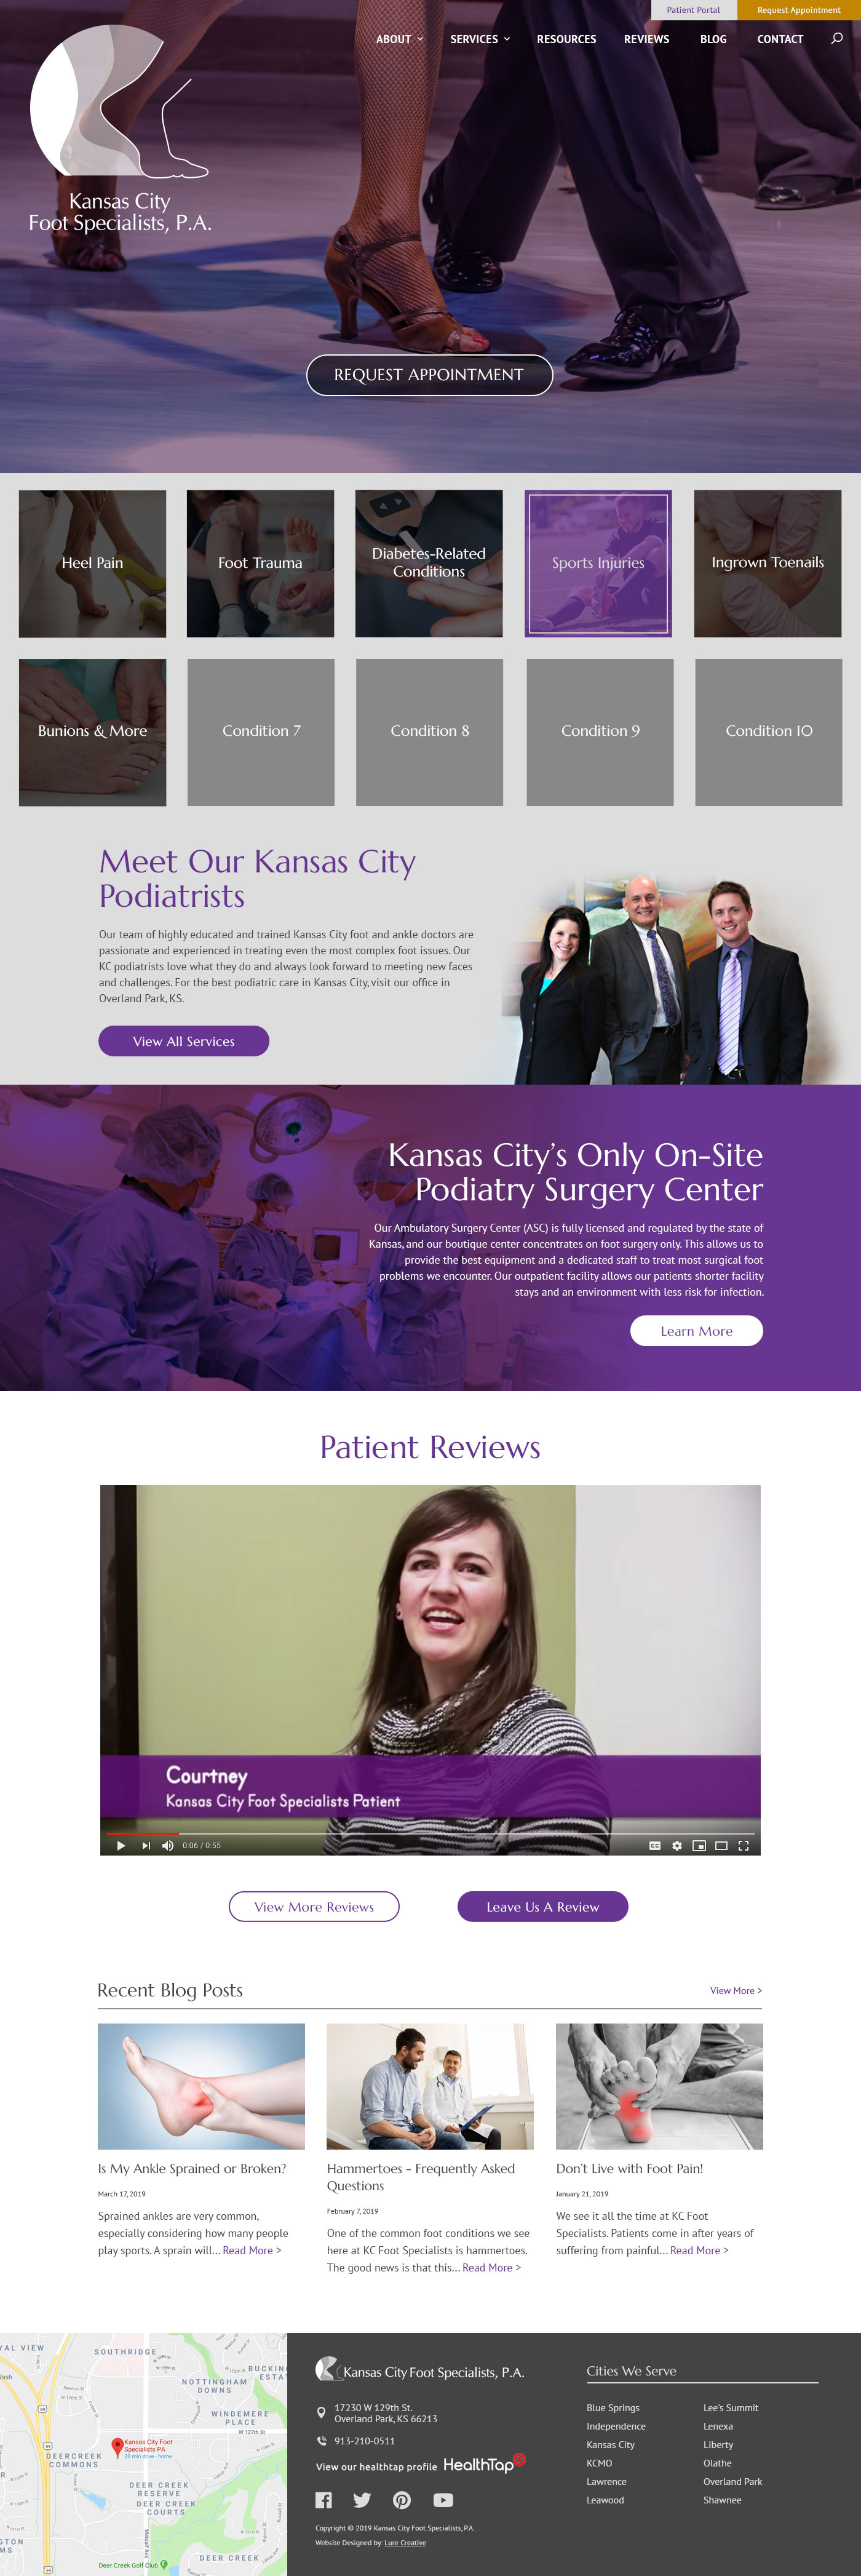 Patient Portal
Request Appointment
ABOUT
SERVICES
RESOURCES
REVIEWS
BLOG
CONTACT
Kansas City
Foot Specialists, P.A.
REQUEST APPOINTMENT
Heel Pain
Foot Trauma
Diabetes-Related
Conditions
Sports Injuries
Ingrown Toenails
Bunions & More
Condition 7
Condition 8
Condition 9
Condition 10
Meet Our Kansas City
Podiatrists
Our team of highly educated and trained Kansas City foot and ankle doctors are
passionate and experienced in treating even the most complex foot issues. Our
KC podiatrists love what they do and always look forward to meeting new faces
and challenges. For the best podiatric care in Kansas City, visit our office in
Overland Park, KS.
View All Services
Kansas City's Only On-Site
Podiatry Surgery Center
Our Ambulatory Surgery Center (ASC) is fully licensed and regulated by the state of
Kansas, and our boutique center concentrates on foot surgery only. This allows us to
provide the best equipment and a dedicated staff to treat most surgical foot
problems we encounter. Our outpatient facility allows our patients shorter facility
stays and an environment with less risk for infection.
Learn More
Patient Reviews
Courtney
Kansas City Foot Specialists Patient
0:06 / 0:55
CC
View More Reviews
Leave Us A Review
Recent Blog Posts
View More >
Is My Ankle Sprained or Broken?
March 17, 2019
Sprained ankles are very common,
especially considering how many people
play sports. A sprain will... Read More >
Hammertoes - Frequently Asked
Questions
February 7, 2019
One of the common foot conditions we see
here at KC Foot Specialists is hammertoes.
The good news is that this... Read More >
Don't Live with Foot Pain!
January 21, 2019
We see it all the time at KC Foot
Specialists. Patients come in after years of
suffering from painful... Read More >
YAL VIEW
SOUTHRIDGE
BUCKING
ESTAT
NOTTINGHAM
DOWNS
WINDEMERE
PLACE
W 127th St
69
Kansas City Foot
Specialists PA
20 min drive - home
DEERCREEK
COMMONS
69
DEER CREEK
RESERVE
DEER CREEK
COURTS
Metcalf Ave
DEER CREEK
Deer Creek Golf Club
69
Kansas City Foot Specialists, P.A.
17230 W 129th St.
Overland Park, KS 66213
913-210-0511
View our healthtap profile
HealthTap
Copyright © 2019 Kansas City Foot Specialists, P.A.
Website Designed by: Lure Creative
Cities We Serve
Blue Springs
Independence
Kansas City
KCMO
Lawrence
Leawood
Lee's Summit
Lenexa
Liberty
Olathe
Overland Park
Shawnee